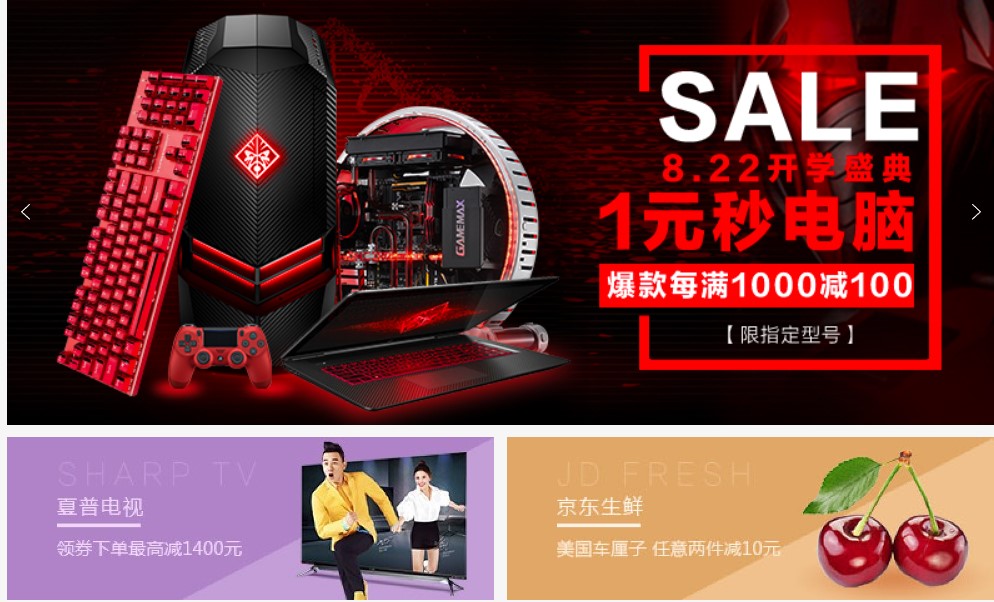 SALE
8.22开学盛典
1元秒电脑
爆款每满1000减100
【限指定型号】
GAMEMAX
SHARP TV
夏普电视
领券下单最高减1400元
JD FRESH
京东生鲜
美国车厘子 任意两件减10元